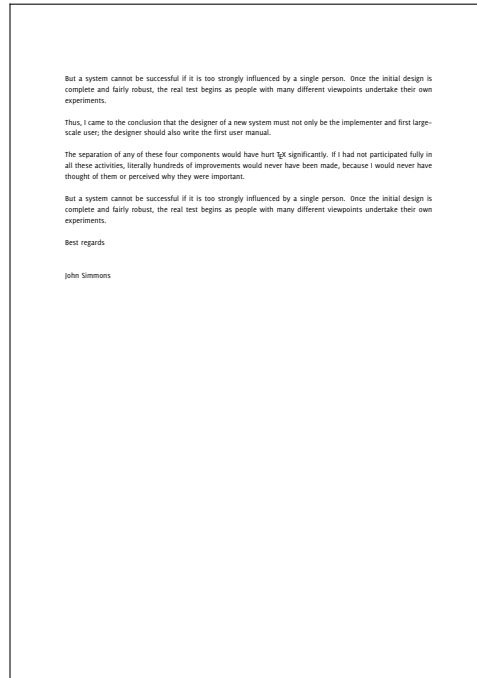 But a system cannot be successful if it is too strongly influenced by a single person. Once the initial design is
complete and fairly robust, the real test begins as people with many different viewpoints undertake their own
experiments.
Thus, I came to the conclusion that the designer of a new system must not only be the implementer and first large–
scale user; the designer should also write the first user manual.
The separation of any of these four components would have hurt TEX significantly. If I had not participated fully in
all these activities, literally hundreds of improvements would never have been made, because I would never have
thought of them or perceived why they were important.
But a system cannot be successful if it is too strongly influenced by a single person. Once the initial design is
complete and fairly robust, the real test begins as people with many different viewpoints undertake their own
experiments.
Best regards
John Simmons